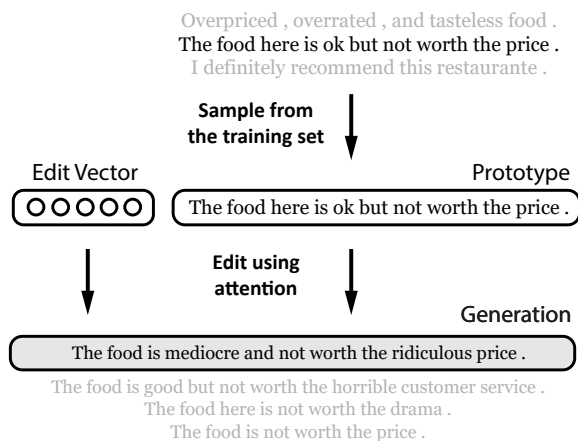 Overpriced , overrated , and tasteless food .
The food here is ok but not worth the price .
I definitely recommend this restaurante .
Sample from
the training set
Edit Vector
Prototype
The food here is ok but not worth the price .
Edit using
attention
Generation
The food is mediocre and not worth the ridiculous price .
The food is good but not worth the horrible customer service .
The food here is not worth the drama .
The food is not worth the price .